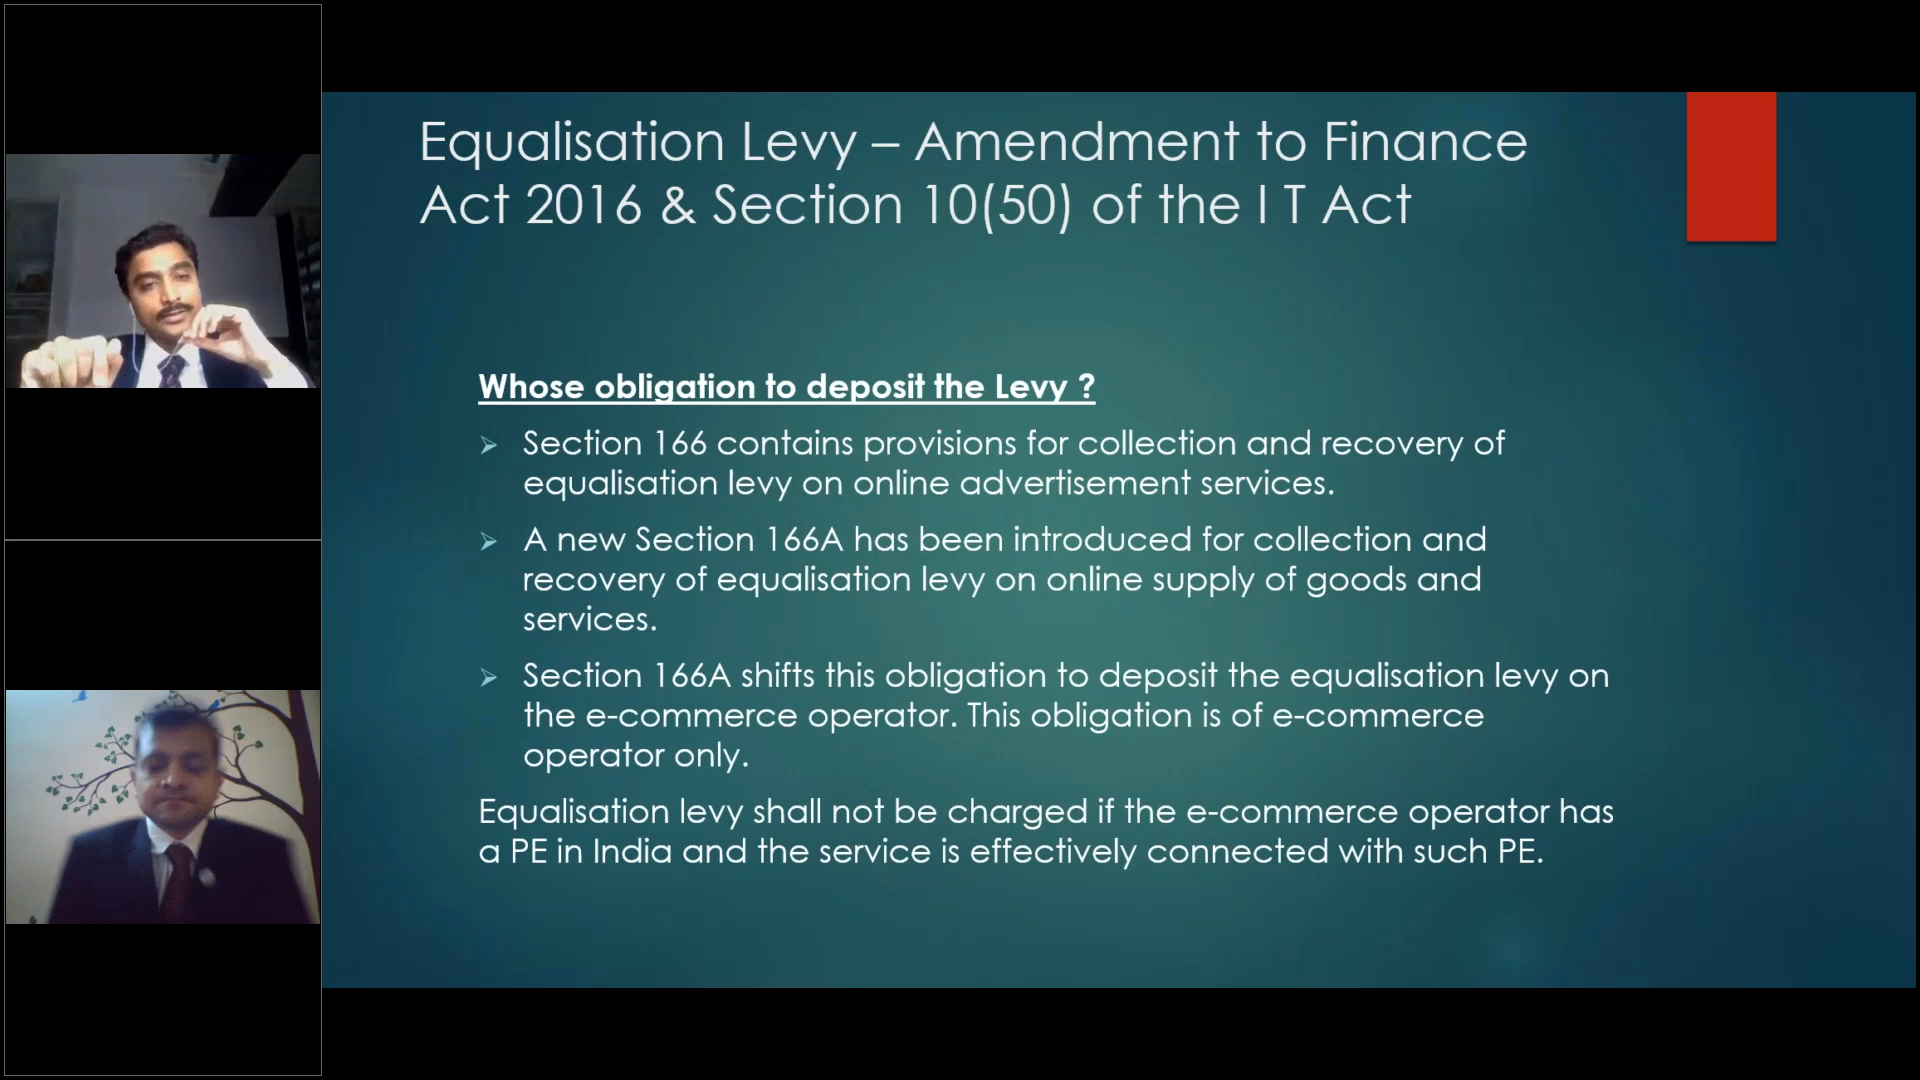 Equalisation Levy – Amendment to Finance
Act 2016 & Section 10(50) of the I T Act
Whose obligation to deposit the Levy ?
Section 166 contains provisions for collection and recovery of
equalisation levy on online advertisement services.
A new Section 166A has been introduced for collection and
recovery of equalisation levy on online supply of goods and
services.
Section 166A shifts this obligation to deposit the equalisation levy on
the e-commerce operator. This obligation is of e-commerce
operator only.
Equalisation levy shall not be charged if the e-commerce operator has
a PE in India and the service is effectively connected with such PE.